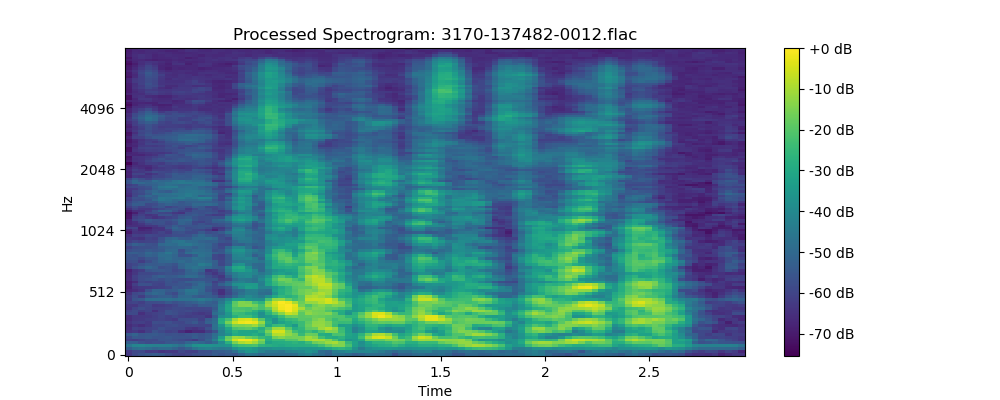 Processed Spectrogram: 3170-137482-0012.flac
Hz
4096
2048
1024
512
0
0
0.5
1
1.5
2
2.5
Time
+0 dB
-10 dB
-20 dB
-30 dB
-40 dB
-50 dB
-60 dB
-70 dB